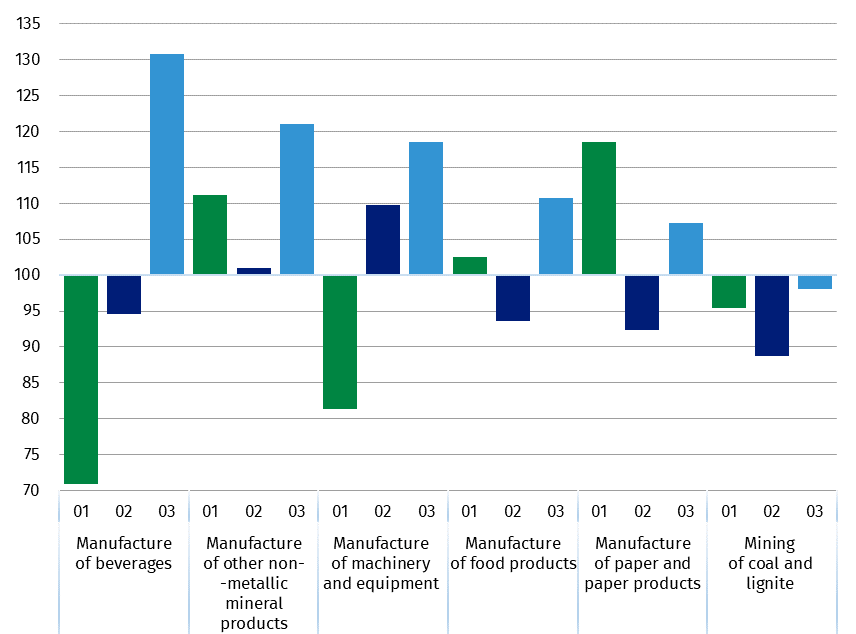 135
130
125
120
115
110
105
100
95
90
85
80
75
70
01 02 03 01 02 03 01 02 03 01 02 03 01 02 03 01 02 03
Manufacture
of beverages
Manufacture
of other non-
-metallic
mineral
products
Manufacture
of machinery
and equipment
Manufacture
of food products
Manufacture
of paper and
paper products
Mining
of coal and
lignite